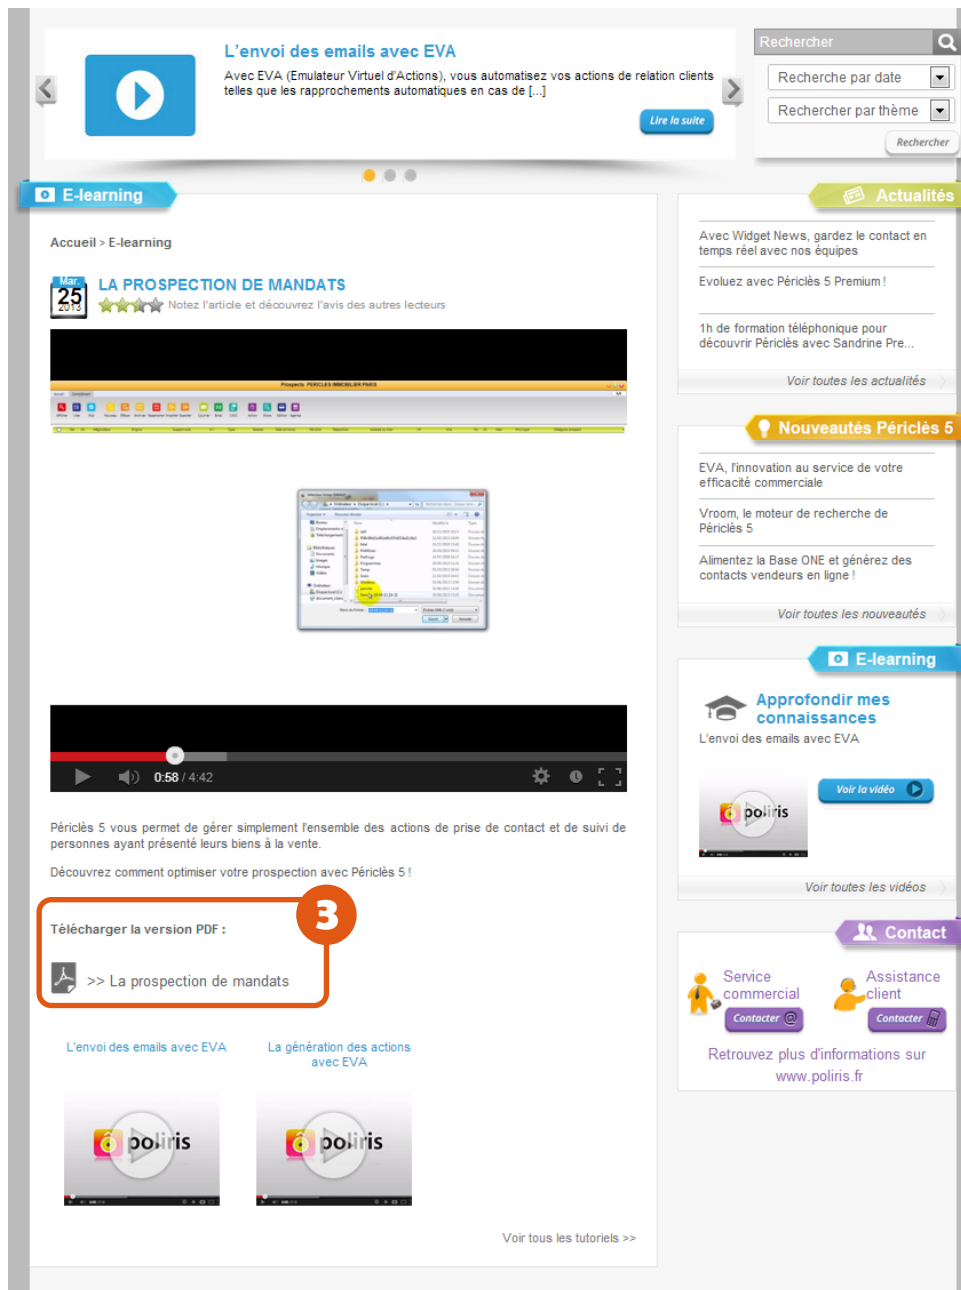 L'envoi des emails avec EVA
Avec EVA (Emulateur Virtuel d'Actions), vous automatisez vos actions de relation clients
telles que les rapprochements automatiques en cas de [...]
Lire la suite
Rechercher
Recherche par date
Rechercher par thème
Rechercher
E-learning
Accueil > E-learning
Mar.
25
2013
LA PROSPECTION DE MANDATS
Notez l'article et découvrez l'avis des autres lecteurs
Prospects PERICLES IMMOBILIER PARIS
0:58 / 4:42
Périclès 5 vous permet de gérer simplement l'ensemble des actions de prise de contact et de suivi de
personnes ayant présenté leurs biens à la vente.
Découvrez comment optimiser votre prospection avec Périclès 5 !
3
Télécharger la version PDF :
>> La prospection de mandats
L'envoi des emails avec EVA
La génération des actions
avec EVA
poliris
poliris
Voir tous les tutoriels >>
Actualités
Avec Widget News, gardez le contact en
temps réel avec nos équipes
Evoluez avec Périclès 5 Premium !
1h de formation téléphonique pour
découvrir Périclès avec Sandrine Pre...
Voir toutes les actualités
Nouveautés Périclès 5
EVA, l'innovation au service de votre
efficacité commerciale
Vroom, le moteur de recherche de
Périclès 5
Alimentez la Base ONE et générez des
contacts vendeurs en ligne !
Voir toutes les nouveautés
E-learning
Approfondir mes
connaissances
L'envoi des emails avec EVA
Voir la vidéo
poliris
Voir toutes les vidéos
Contact
Service
commercial
Contacter @
Assistance
client
Contacter
Retrouvez plus d'informations sur
www.poliris.fr